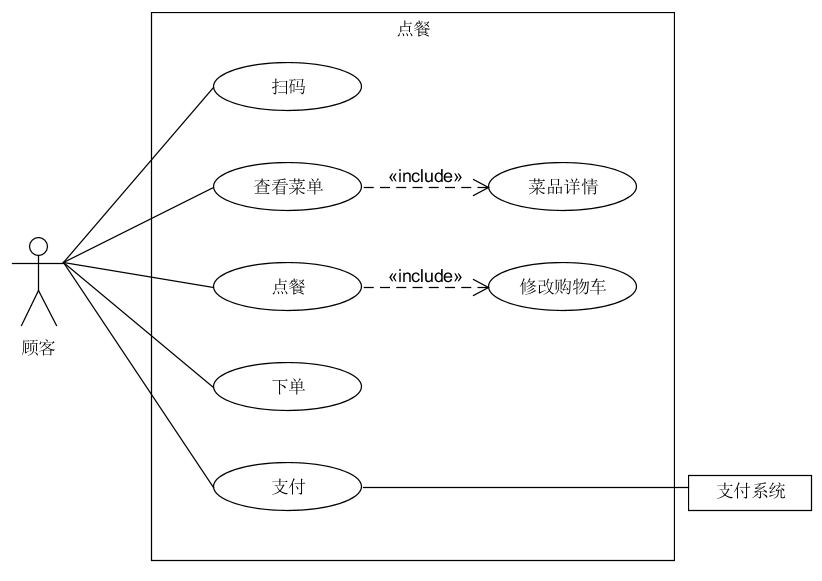 点餐
扫码
查看菜单
«include»
菜品详情
点餐
«include»
修改购物车
顾客
下单
支付
支付系统